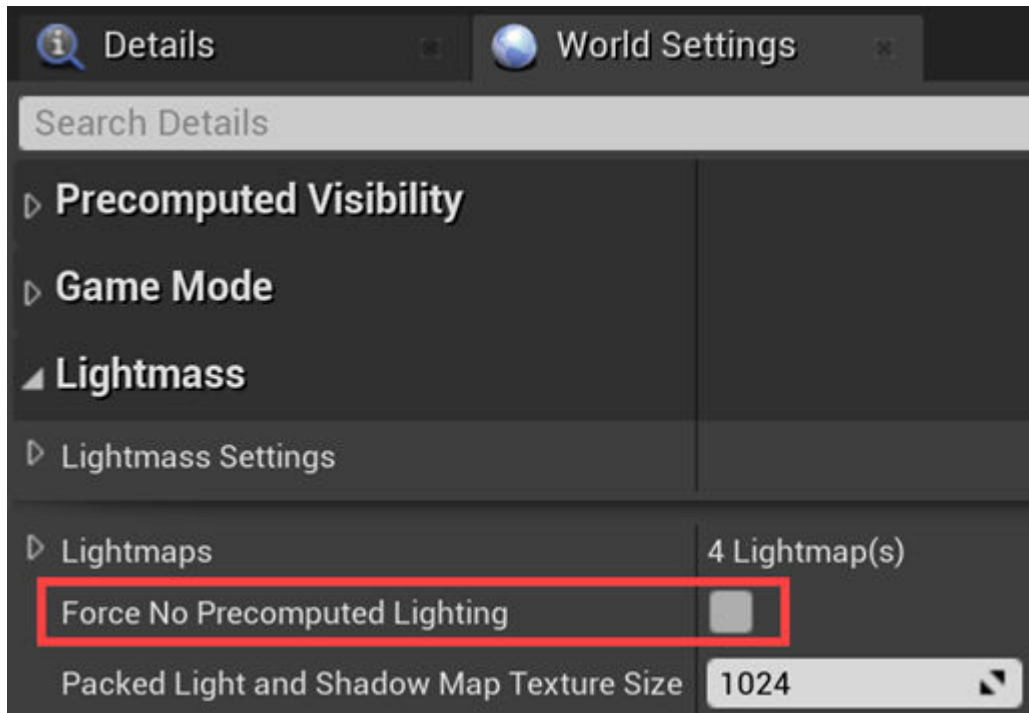 Details
World Settings
Search Details
Precomputed Visibility
Game Mode
Lightmass
Lightmass Settings
Lightmaps 4 Lightmap(s)
Force No Precomputed Lighting
Packed Light and Shadow Map Texture Size 1024